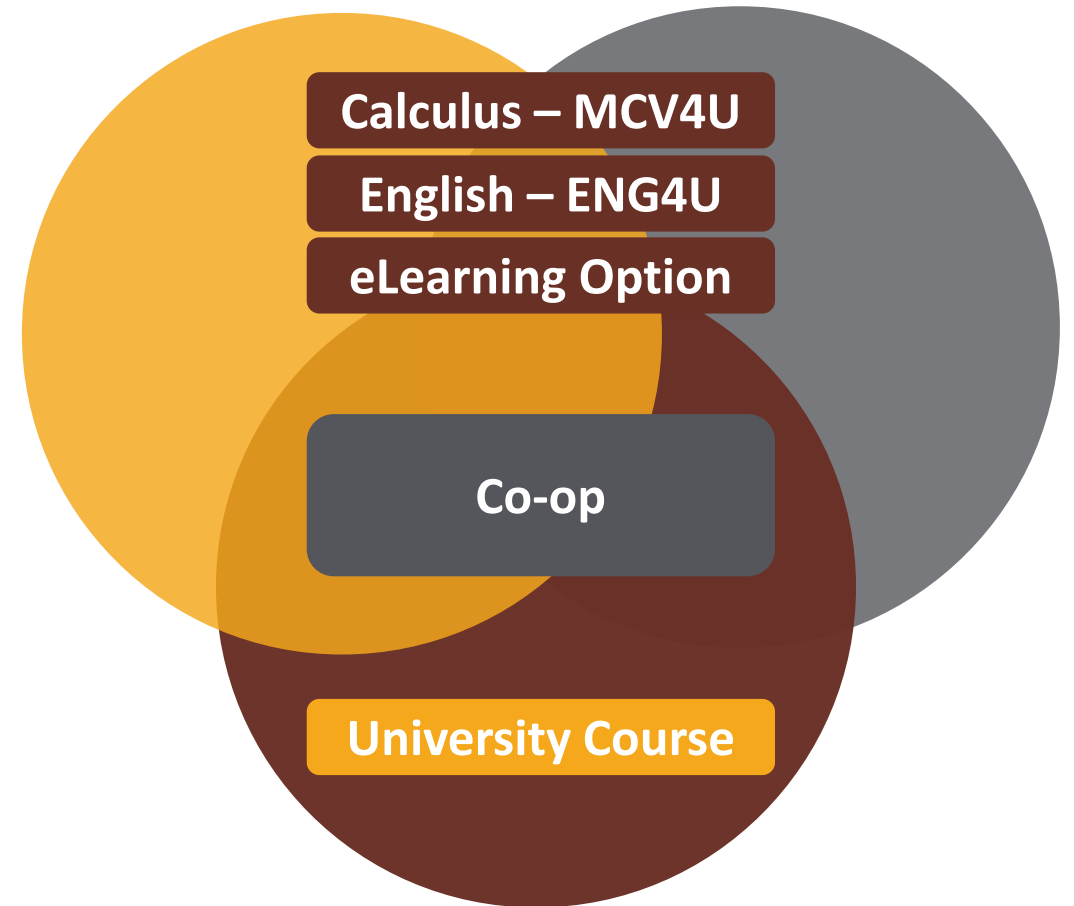 Calculus – MCV4U
English – ENG4U
eLearning Option
Co-op
University Course